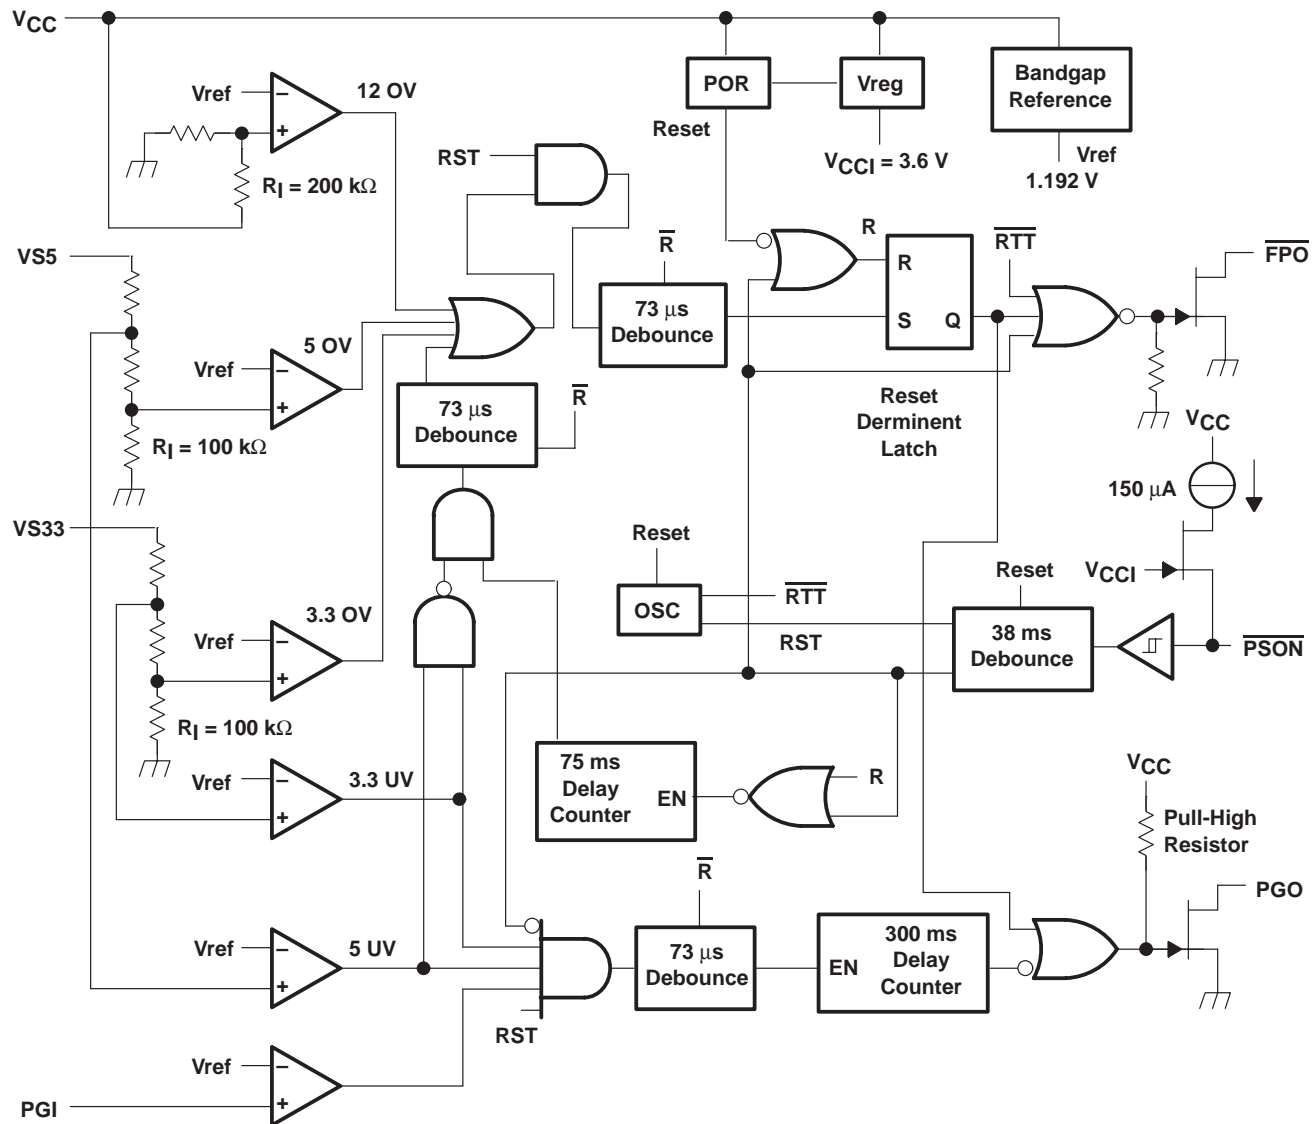 VCC
Vref
12 OV
−
+
RI = 200 kΩ
RST
POR
Vreg
Bandgap
Reference
Reset
VCCI = 3.6 V
Vref
1.192 V
VS5
R̅
R
R̅T̅T̅
F̅P̅O̅
73 μs
Debounce
R
S
Q
5 OV
Vref
−
+
RI = 100 kΩ
73 μs
Debounce
R̅
Reset
Derminent
Latch
VCC
150 μA
VS33
Reset
Reset
VCCI
OSC
R̅T̅T̅
RST
38 ms
Debounce
P̅S̅O̅N̅
3.3 OV
Vref
−
+
RI = 100 kΩ
Vref
−
+
3.3 UV
75 ms
Delay
Counter
EN
R
VCC
Pull-High
Resistor
R̅
PGO
Vref
−
+
5 UV
73 μs
Debounce
EN
300 ms
Delay
Counter
RST
Vref
−
+
PGI